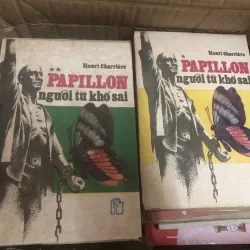 Henri Charrière
**
PAPILLON
người tù khổ sai
Henri Charrière
*
PAPILLON
người tù khổ sai